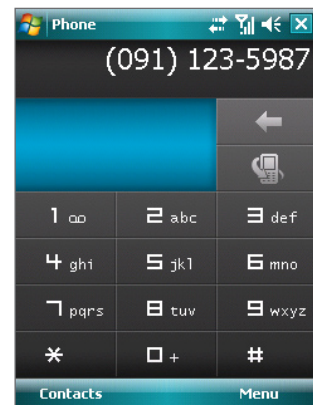 Phone
(091) 123-5987
1
2 abc
3 def
4 ghi
5 jkl
6 mno
7 pqrs
8 tuv
9 wxyz
*
0 +
#
Contacts Menu